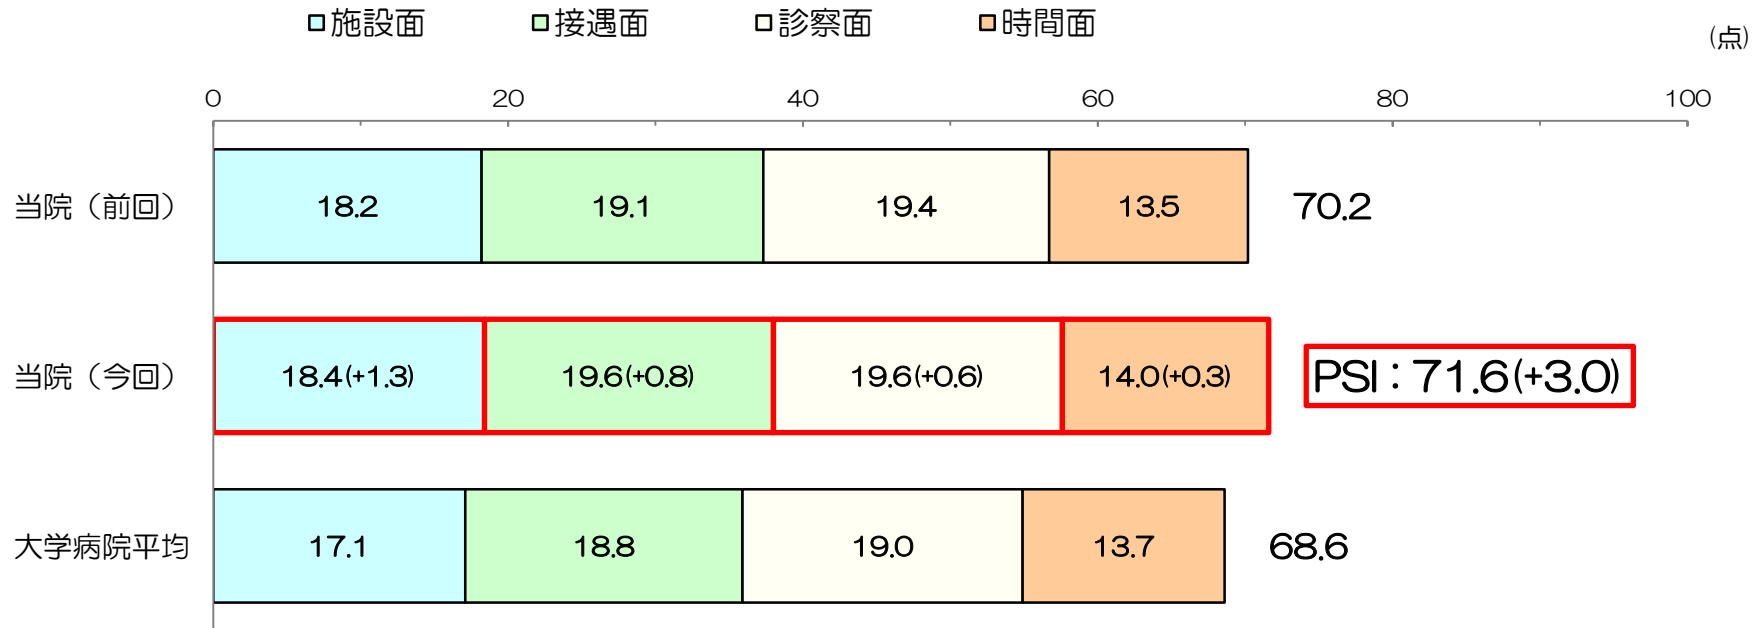 施設面 接遇面 診察面 時間面
(点)
0 20 40 60 80 100
当院（前回） 18.2 19.1 19.4 13.5 70.2
当院（今回） 18.4(+1.3) 19.6(+0.8) 19.6(+0.6) 14.0(+0.3) PSI：71.6(+3.0)
大学病院平均 17.1 18.8 19.0 13.7 68.6